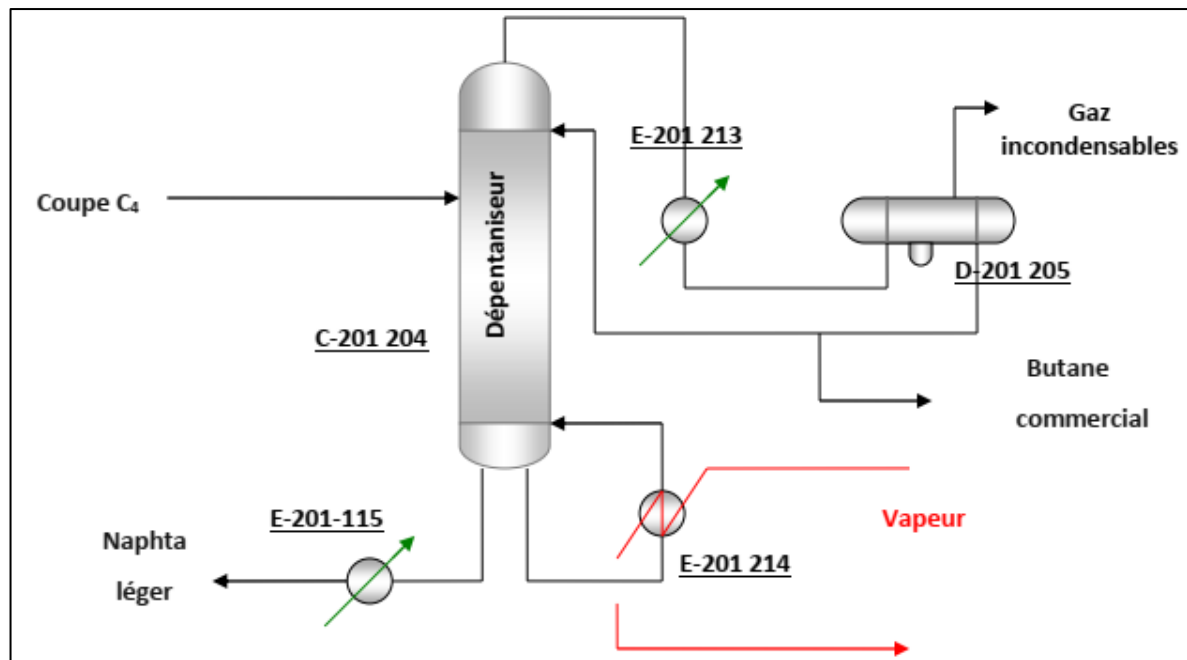 Gaz
incondensables
E-201 213
Coupe C₄
Dépentaniseur
D-201 205
C-201 204
Butane
commercial
E-201-115
Vapeur
Naphta
léger
E-201 214